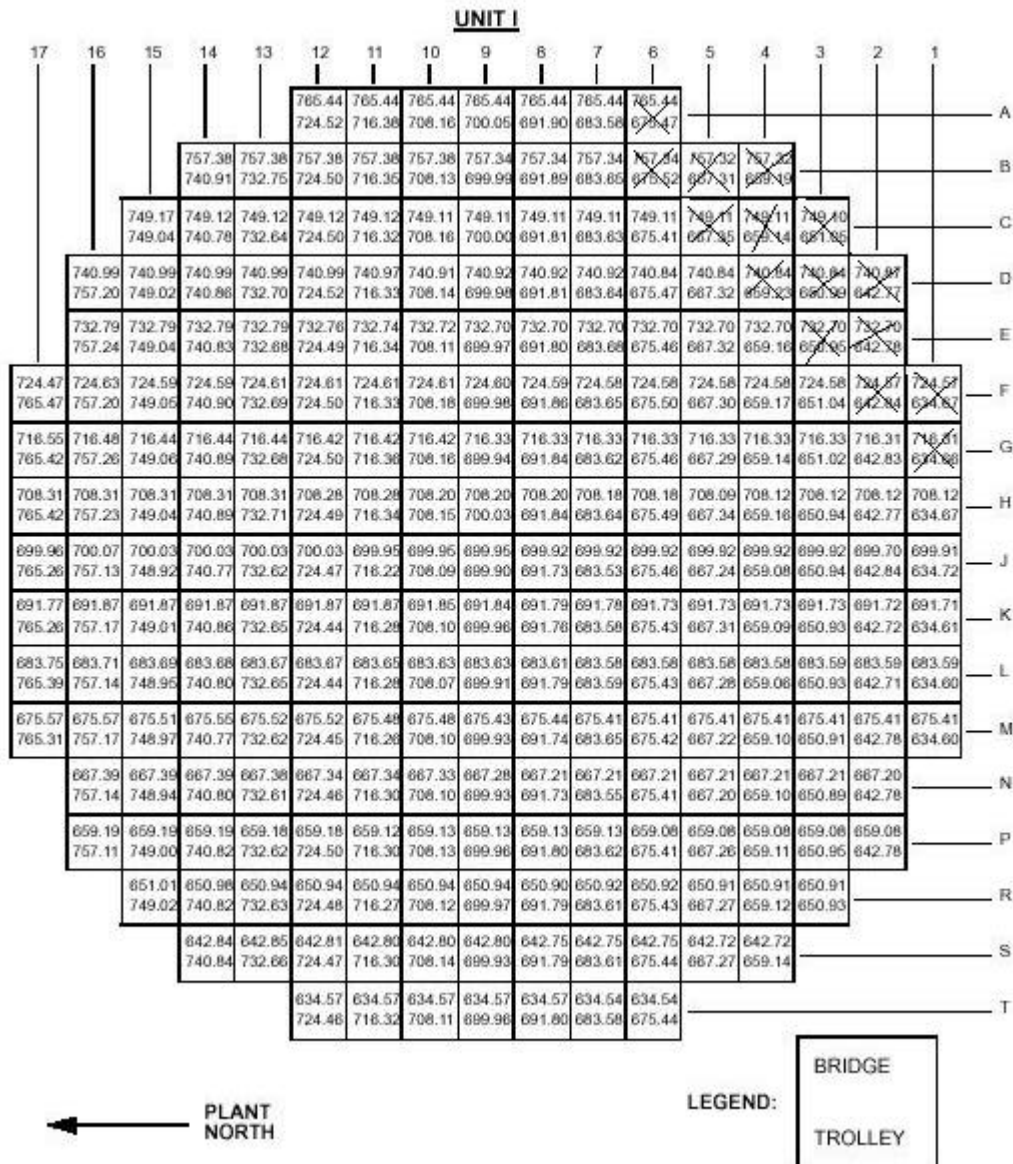 UNIT I
17 16 15 14 13 12 11 10 9 8 7 6 5 4 3 2 1
765.44 765.44 765.44 765.44 765.44 765.44 765.44
724.52 716.38 708.16 700.05 691.90 683.58
A
757.38 757.38 757.38 757.38 757.38 757.34 757.34 757.34 757.34 757.32 757.32
740.91 732.75 724.50 716.35 708.13 699.99 691.89 683.65 675.52 667.31 659.19
B
749.17 749.12 749.12 749.12 749.12 749.11 749.11 749.11 749.11 749.11 749.11 749.10
749.04 740.78 732.64 724.50 716.32 708.16 700.00 691.81 683.63 675.41 667.35 659.14
C
740.99 740.99 740.99 740.99 740.99 740.97 740.91 740.92 740.92 740.92 740.84 740.84 740.84 740.84
757.20 749.02 740.86 732.70 724.52 716.33 708.14 699.98 691.81 683.64 675.47 667.32 659.23 642.77
D
732.79 732.79 732.79 732.79 732.76 732.74 732.72 732.70 732.70 732.70 732.70 732.70 732.70 732.70 732.70
757.24 749.04 740.83 732.68 724.49 716.34 708.11 699.97 691.80 683.68 675.46 667.32 659.16 642.78
E
724.47 724.63 724.59 724.59 724.61 724.61 724.61 724.61 724.60 724.59 724.58 724.58 724.58 724.58 724.58 724.57 724.57
765.47 757.20 749.05 740.90 732.69 724.50 716.33 708.18 699.98 691.86 683.65 675.50 667.30 659.17 651.04 642.84 634.67
F
716.55 716.48 716.44 716.44 716.44 716.42 716.42 716.42 716.33 716.33 716.33 716.33 716.33 716.33 716.33 716.31 716.31
765.42 757.26 749.06 740.89 732.68 724.50 716.36 708.16 699.94 691.84 683.62 675.46 667.29 659.14 651.02 642.83
G
708.31 708.31 708.31 708.31 708.31 708.28 708.28 708.20 708.20 708.20 708.18 708.18 708.09 708.12 708.12 708.12 708.12
765.42 757.23 749.04 740.89 732.71 724.49 716.34 708.15 700.03 691.84 683.64 675.49 667.34 659.16 650.94 642.77 634.67
H
699.96 700.07 700.03 700.03 700.03 700.03 699.95 699.95 699.95 699.92 699.92 699.92 699.92 699.92 699.92 699.70 699.91
765.26 757.13 748.92 740.77 732.62 724.47 716.22 708.09 699.90 691.73 683.53 675.46 667.24 659.08 650.94 642.84 634.72
J
691.77 691.87 691.87 691.87 691.87 691.87 691.87 691.85 691.84 691.79 691.78 691.73 691.73 691.73 691.73 691.72 691.71
765.26 757.17 749.01 740.86 732.65 724.44 716.28 708.10 699.96 691.76 683.58 675.43 667.31 659.09 650.93 642.72 634.61
K
683.75 683.71 683.69 683.68 683.67 683.67 683.65 683.63 683.63 683.61 683.58 683.58 683.58 683.58 683.59 683.59 683.59
765.39 757.14 748.95 740.80 732.65 724.44 716.28 708.07 699.91 691.79 683.59 675.43 667.28 659.06 650.93 642.71 634.60
L
675.57 675.57 675.51 675.55 675.52 675.52 675.48 675.48 675.43 675.44 675.41 675.41 675.41 675.41 675.41 675.41 675.41
765.31 757.17 748.97 740.77 732.62 724.45 716.26 708.10 699.93 691.74 683.65 675.42 667.22 659.10 650.91 642.78 634.60
M
667.39 667.39 667.39 667.38 667.34 667.34 667.33 667.28 667.21 667.21 667.21 667.21 667.21 667.21 667.20
757.14 748.94 740.80 732.61 724.46 716.30 708.10 699.93 691.73 683.55 675.41 667.20 659.10 650.89 642.78
N
659.19 659.19 659.19 659.18 659.18 659.12 659.13 659.13 659.13 659.13 659.08 659.08 659.08 659.08 659.08
757.11 749.00 740.82 732.62 724.50 716.30 708.13 699.96 691.80 683.62 675.41 667.26 659.11 650.95 642.78
P
651.01 650.98 650.94 650.94 650.94 650.94 650.94 650.90 650.92 650.92 650.91 650.91 650.91
749.02 740.82 732.63 724.48 716.27 708.12 699.97 691.79 683.61 675.43 667.27 659.12 650.93
R
642.84 642.85 642.81 642.80 642.80 642.80 642.75 642.75 642.75 642.72 642.72
740.84 732.66 724.47 716.30 708.14 699.93 691.79 683.61 675.44 667.27 659.14
S
634.57 634.57 634.57 634.57 634.57 634.54 634.54
724.46 716.32 708.11 699.96 691.80 683.58 675.44
T
PLANT
NORTH
LEGEND:
BRIDGE
TROLLEY